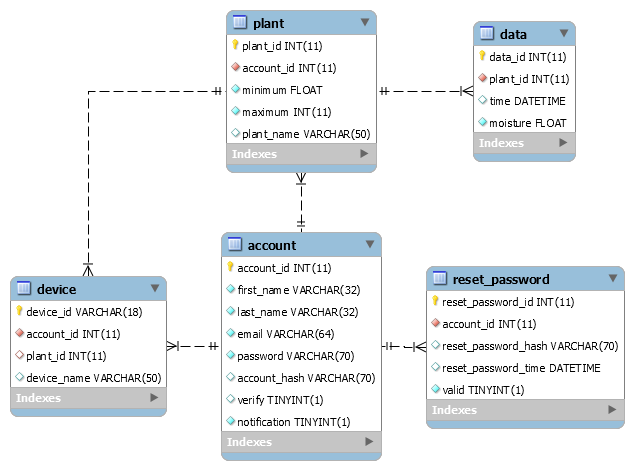 plant
plant_id INT(11)
account_id INT(11)
minimum FLOAT
maximum INT(11)
plant_name VARCHAR(50)
Indexes
data
data_id INT(11)
plant_id INT(11)
time DATETIME
moisture FLOAT
Indexes
account
account_id INT(11)
first_name VARCHAR(32)
last_name VARCHAR(32)
email VARCHAR(64)
password VARCHAR(70)
account_hash VARCHAR(70)
verify TINYINT(1)
notification TINYINT(1)
Indexes
device
device_id VARCHAR(18)
account_id INT(11)
plant_id INT(11)
device_name VARCHAR(50)
Indexes
reset_password
reset_password_id INT(11)
account_id INT(11)
reset_password_hash VARCHAR(70)
reset_password_time DATETIME
valid TINYINT(1)
Indexes